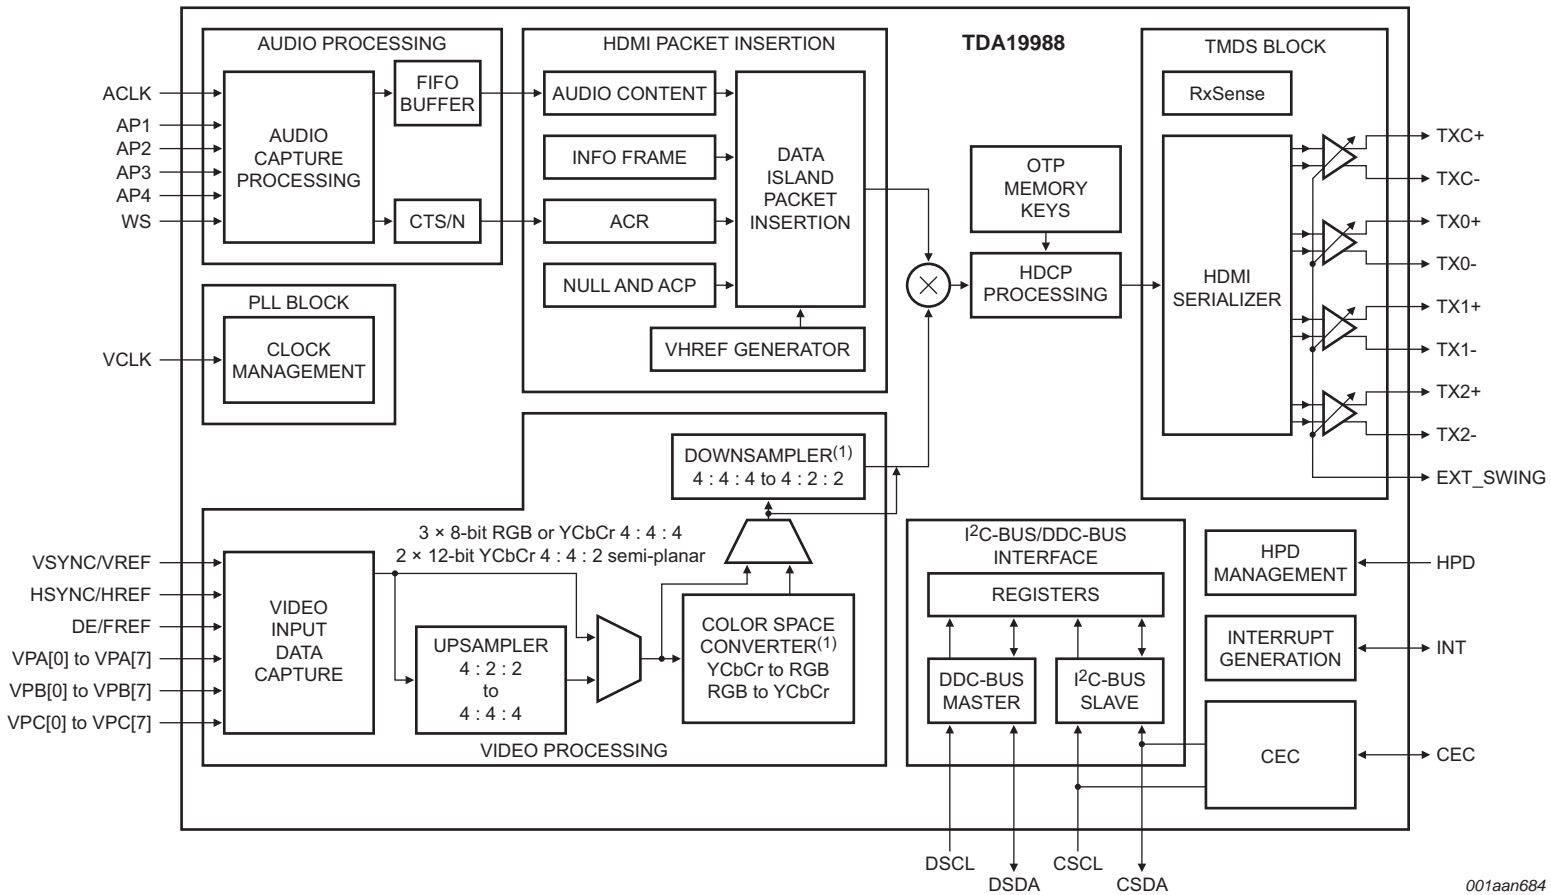 TDA19988
AUDIO PROCESSING
ACLK
AP1
AP2
AP3
AP4
WS
AUDIO
CAPTURE
PROCESSING
FIFO
BUFFER
CTS/N
HDMI PACKET INSERTION
AUDIO CONTENT
INFO FRAME
ACR
NULL AND ACP
DATA
ISLAND
PACKET
INSERTION
VHREF GENERATOR
PLL BLOCK
VCLK
CLOCK
MANAGEMENT
OTP
MEMORY
KEYS
HDCP
PROCESSING
TMDS BLOCK
RxSense
HDMI
SERIALIZER
TXC+
TXC-
TX0+
TX0-
TX1+
TX1-
TX2+
TX2-
EXT_SWING
DOWNSAMPLER(1)
4 : 4 : 4 to 4 : 2 : 2
3 × 8-bit RGB or YCbCr 4 : 4 : 4
2 × 12-bit YCbCr 4 : 4 : 2 semi-planar
VSYNC/VREF
HSYNC/HREF
DE/FREF
VPA[0] to VPA[7]
VPB[0] to VPB[7]
VPC[0] to VPC[7]
VIDEO
INPUT
DATA
CAPTURE
UPSAMPLER
4 : 2 : 2
to
4 : 4 : 4
COLOR SPACE
CONVERTER(1)
YCbCr to RGB
RGB to YCbCr
VIDEO PROCESSING
I2C-BUS/DDC-BUS
INTERFACE
REGISTERS
DDC-BUS
MASTER
I2C-BUS
SLAVE
HPD
MANAGEMENT
HPD
INTERRUPT
GENERATION
INT
CEC
CEC
DSCL
DSDA
CSCL
CSDA
001aan684